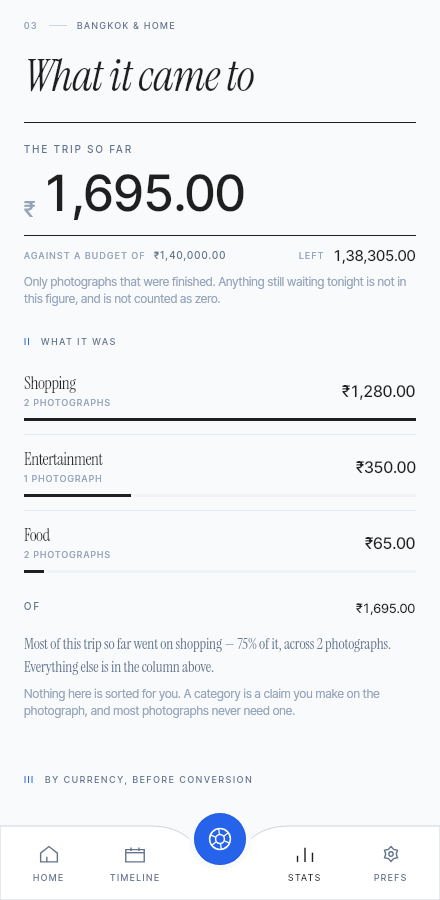 03 — BANGKOK & HOME
What it came to
THE TRIP SO FAR
₹ 1,695.00
AGAINST A BUDGET OF ₹1,40,000.00 LEFT 1,38,305.00
Only photographs that were finished. Anything still waiting tonight is not in
this figure, and is not counted as zero.
II WHAT IT WAS
Shopping ₹1,280.00
2 PHOTOGRAPHS
Entertainment ₹350.00
1 PHOTOGRAPH
Food ₹65.00
2 PHOTOGRAPHS
OF ₹1,695.00
Most of this trip so far went on shopping — 75% of it, across 2 photographs.
Everything else is in the column above.
Nothing here is sorted for you. A category is a claim you make on the
photograph, and most photographs never need one.
III BY CURRENCY, BEFORE CONVERSION
HOME TIMELINE STATS PREFS